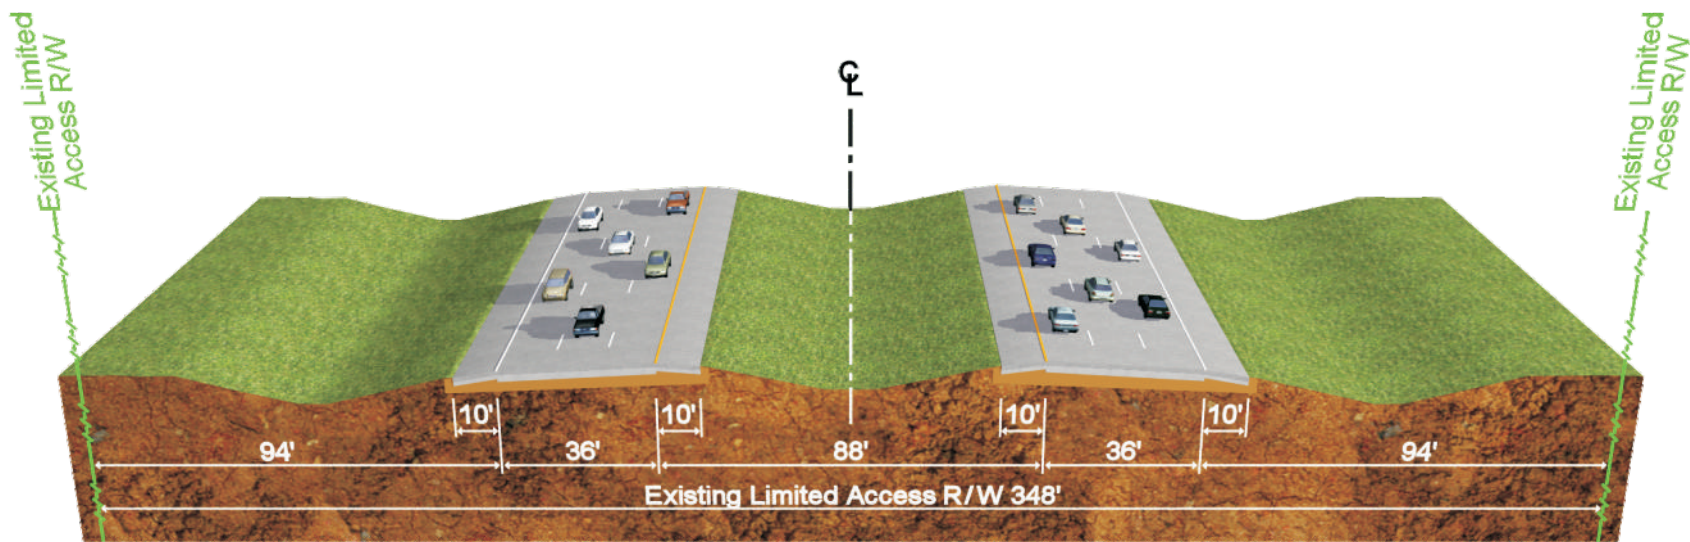 Existing Limited
Access R/W
℄
Existing Limited
Access R/W
10'
10'
10'
10'
94'
36'
88'
36'
94'
Existing Limited Access R/W 348'